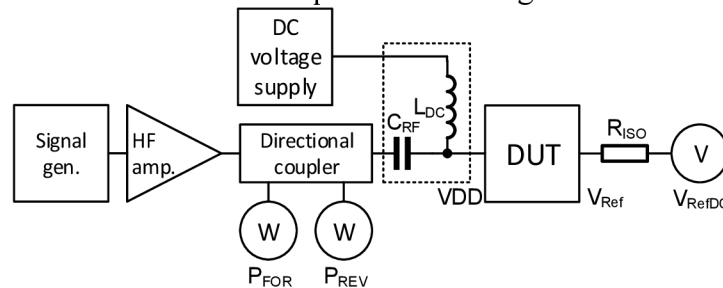 DC
voltage
supply
Signal
gen.
HF
amp.
Directional
coupler
C_RF
L_DC
DUT
R_ISO
V
VDD
V_Ref
V_RefDC
W
W
P_FOR
P_REV